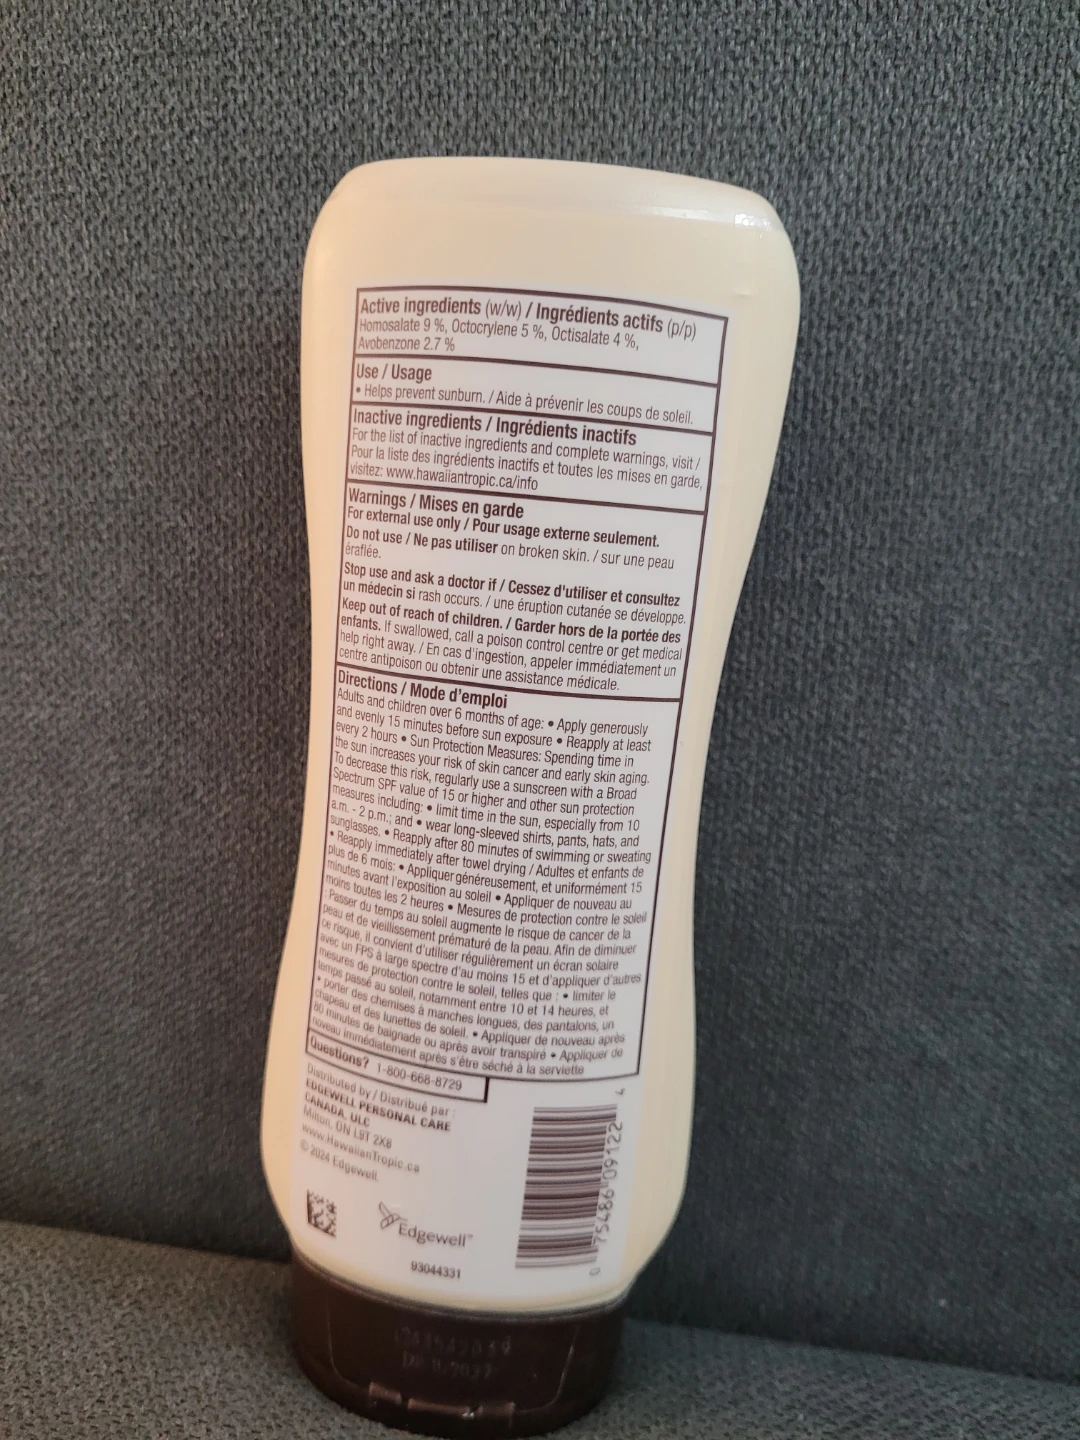 Active ingredients (w/w) / Ingrédients actifs (p/p)
Homosalate 9 %, Octocrylene 5 %, Octisalate 4 %,
Avobenzone 2.7 %
Use / Usage
• Helps prevent sunburn. / Aide à prévenir les coups de soleil.
Inactive ingredients / Ingrédients inactifs
For the list of inactive ingredients and complete warnings, visit /
Pour la liste des ingrédients inactifs et toutes les mises en garde,
visitez: www.hawaiiantropic.ca/info
Warnings / Mises en garde
For external use only / Pour usage externe seulement.
Do not use / Ne pas utiliser on broken skin. / sur une peau
éraflée.
Stop use and ask a doctor if / Cessez d'utiliser et consultez
un médecin si rash occurs. / une éruption cutanée se développe.
Keep out of reach of children. / Garder hors de la portée des
enfants. If swallowed, call a poison control centre or get medical
help right away. / En cas d'ingestion, appeler immédiatement un
centre antipoison ou obtenir une assistance médicale.
Directions / Mode d'emploi
Adults and children over 6 months of age: • Apply generously
and evenly 15 minutes before sun exposure • Reapply at least
every 2 hours • Sun Protection Measures: Spending time in
the sun increases your risk of skin cancer and early skin aging.
To decrease this risk, regularly use a sunscreen with a Broad
Spectrum SPF value of 15 or higher and other sun protection
measures including: • limit time in the sun, especially from 10
a.m. - 2 p.m.; and • wear long-sleeved shirts, pants, hats, and
sunglasses. • Reapply after 80 minutes of swimming or sweating
• Reapply immediately after towel drying / Adultes et enfants de
plus de 6 mois: • Appliquer généreusement, et uniformément 15
minutes avant l'exposition au soleil • Appliquer de nouveau au
moins toutes les 2 heures • Mesures de protection contre le soleil
: Passer du temps au soleil augmente le risque de cancer de la
peau et de vieillissement prématuré de la peau. Afin de diminuer
ce risque, il convient d'utiliser régulièrement un écran solaire
avec un FPS à large spectre d'au moins 15 et d'appliquer d'autres
mesures de protection contre le soleil, telles que : • limiter le
temps passé au soleil, notamment entre 10 et 14 heures, et
• porter des chemises à manches longues, des pantalons, un
chapeau et des lunettes de soleil. • Appliquer de nouveau après
80 minutes de baignade ou après avoir transpiré • Appliquer de
nouveau immédiatement après s'être séché à la serviette
Questions? 1-800-668-8729
Distributed by / Distribué par :
EDGEWELL PERSONAL CARE
CANADA, ULC
Milton, ON L9T 2X8
www.HawaiianTropic.ca
© 2024 Edgewell.
Edgewell™
93044331
0 75486 09122 4